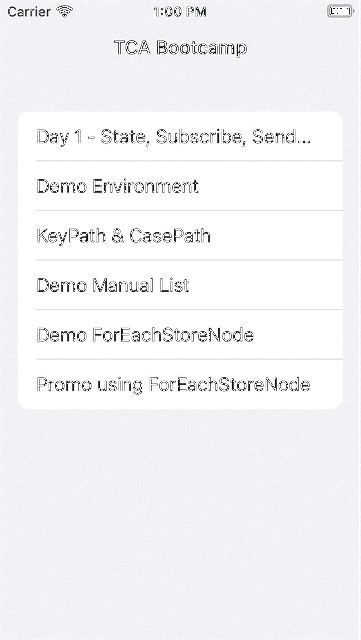 Carrier 1:00 PM
TCA Bootcamp
Day 1 - State, Subscribe, Send...
Demo Environment
KeyPath & CasePath
Demo Manual List
Demo ForEachStoreNode
Promo using ForEachStoreNode